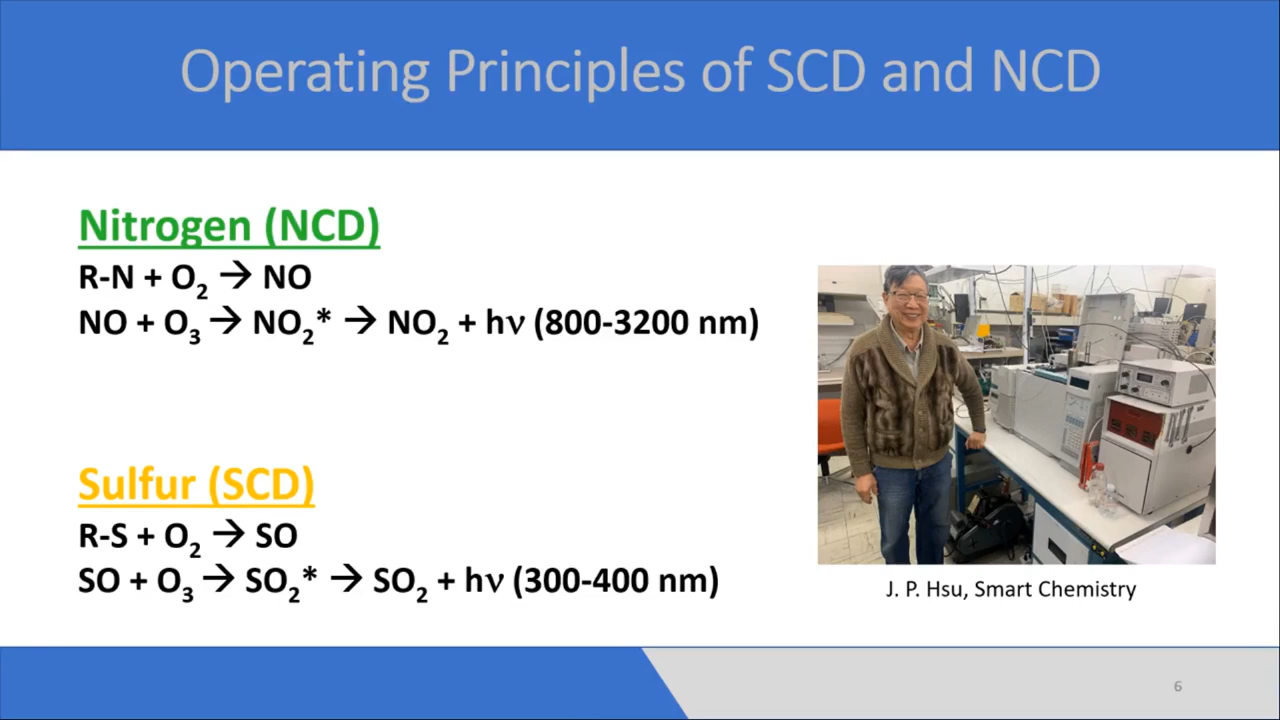 Operating Principles of SCD and NCD
Nitrogen (NCD)
R-N + O₂ → NO
NO + O₃ → NO₂* → NO₂ + hν (800-3200 nm)
Sulfur (SCD)
R-S + O₂ → SO
SO + O₃ → SO₂* → SO₂ + hν (300-400 nm)
J. P. Hsu, Smart Chemistry
6